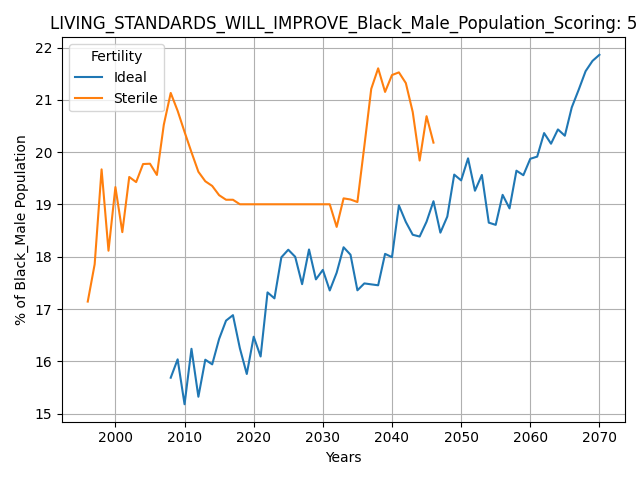 LIVING_STANDARDS_WILL_IMPROVE_Black_Male_Population_Scoring: 5
Fertility
Ideal
Sterile
% of Black_Male Population
22
21
20
19
18
17
16
15
2000 2010 2020 2030 2040 2050 2060 2070
Years